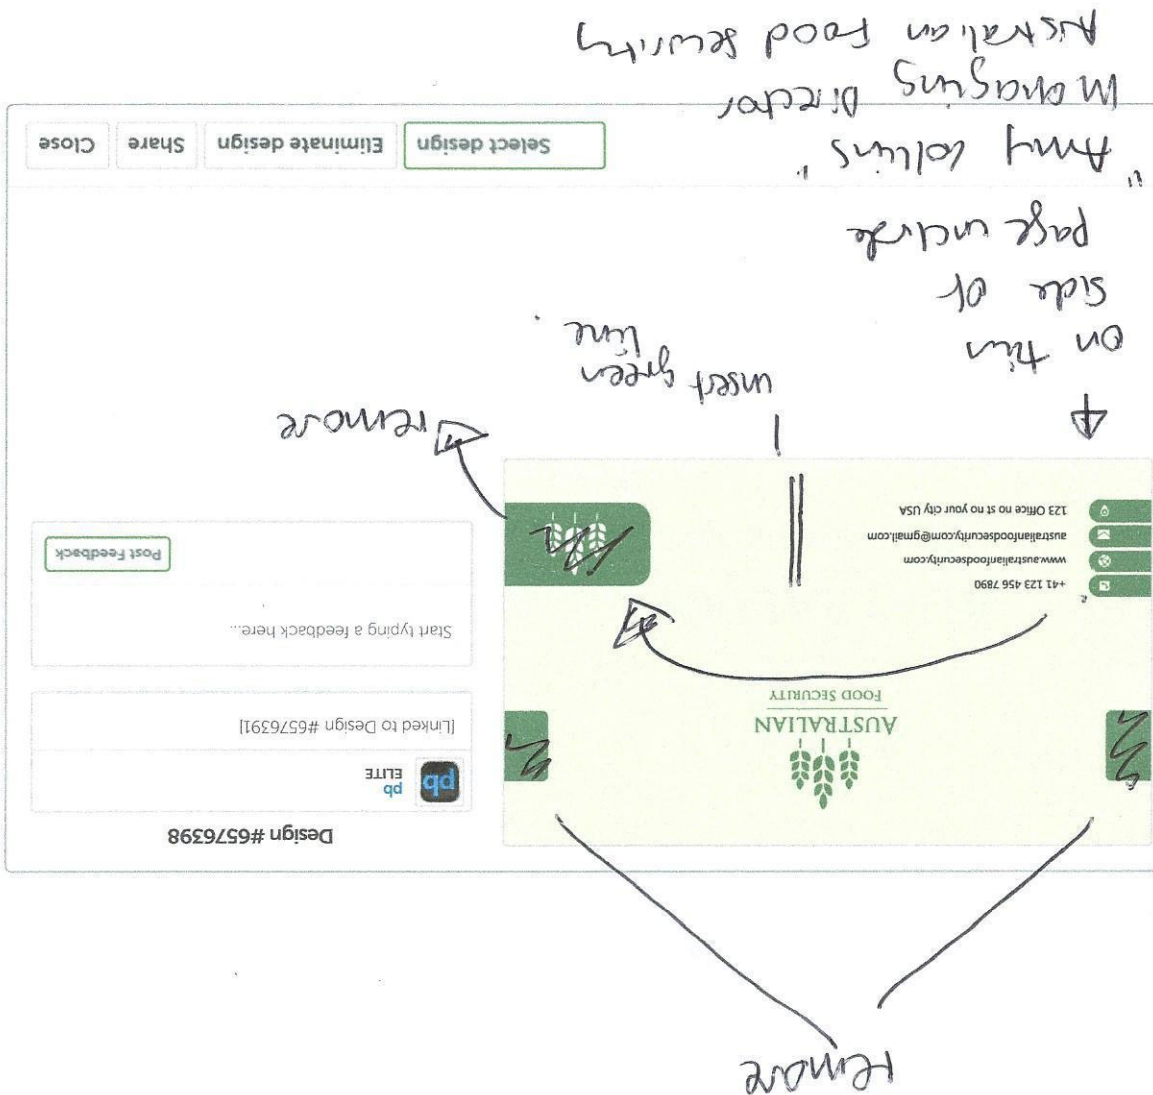 remove
Design #6576398
pb
pb
ELITE
[Linked to Design #6576391]
Start typing a feedback here...
Post Feedback
AUSTRALIAN
FOOD SECURITY
+41 123 456 7890
www.australianfoodsecurity.com
australianfoodsecurity.com@gmail.com
123 Office no st no your city USA
remove
insert green
line.
on this
side of
page include
"Amy Collins"
Managing Director
Australian Food Security
Select design
Eliminate design
Share
Close